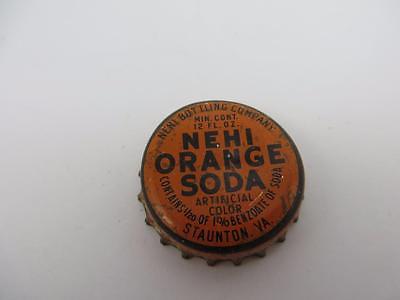 NEHI BOTTLING COMPANY
MIN. CONT.
12 FL. OZ.
NEHI
ORANGE
SODA
ARTIFICIAL
COLOR
CONTAINS 1/20 OF 1% BENZOATE OF SODA
STAUNTON, VA.